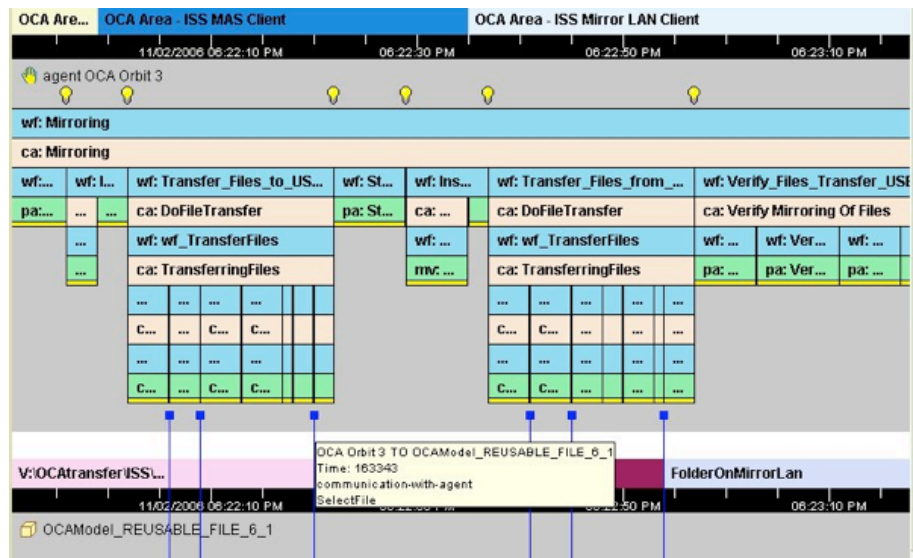 OCA Are... OCA Area - ISS MAS Client OCA Area - ISS Mirror LAN Client
11/02/2006 06:22:10 PM 06:22:30 PM 06:22:50 PM 06:23:10 PM
agent OCA Orbit 3
wf: Mirroring
ca: Mirroring
wf:... wf: I... wf: Transfer_Files_to_US... wf: St... wf: Ins... wf: Transfer_Files_from_... wf: Verify_Files_Transfer_USE
pa:... ... ... ca: DoFileTransfer pa: St... ca: ... ca: DoFileTransfer ca: Verify Mirroring Of Files
... wf: wf_TransferFiles wf: ... wf: wf_TransferFiles wf: ... wf: Ver... wf: ...
... ca: TransferringFiles mv: ... ca: TransferringFiles pa: ... pa: Ver... pa: ...
... ... ... ... ... ... ... ... ...
c... ... c... c... c... ... c... ... ...
... ... ... ... ... ... ... ... ...
c... ... c... c... c... ... c... ... ...
OCA Orbit 3 TO OCAModel_REUSABLE_FILE_6_1
V:\OCAtransfer\ISS\... Time: 163343 FolderOnMirrorLan
communication-with-agent
11/02/2006 06:22:10 PM SelectFile :50 PM 06:23:10 PM
OCAModel_REUSABLE_FILE_6_1